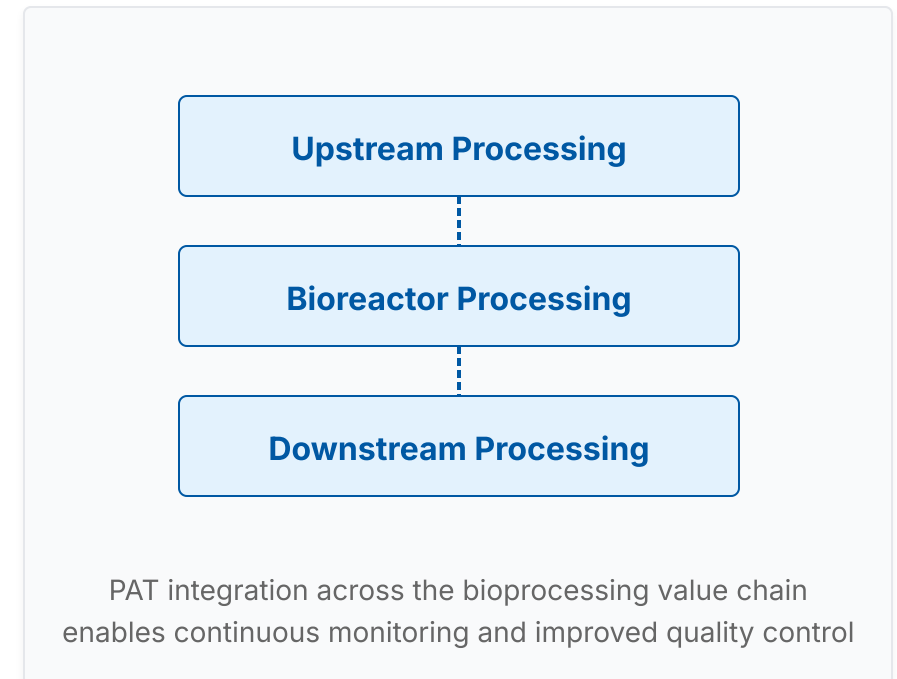 Upstream Processing
Bioreactor Processing
Downstream Processing
PAT integration across the bioprocessing value chain
enables continuous monitoring and improved quality control